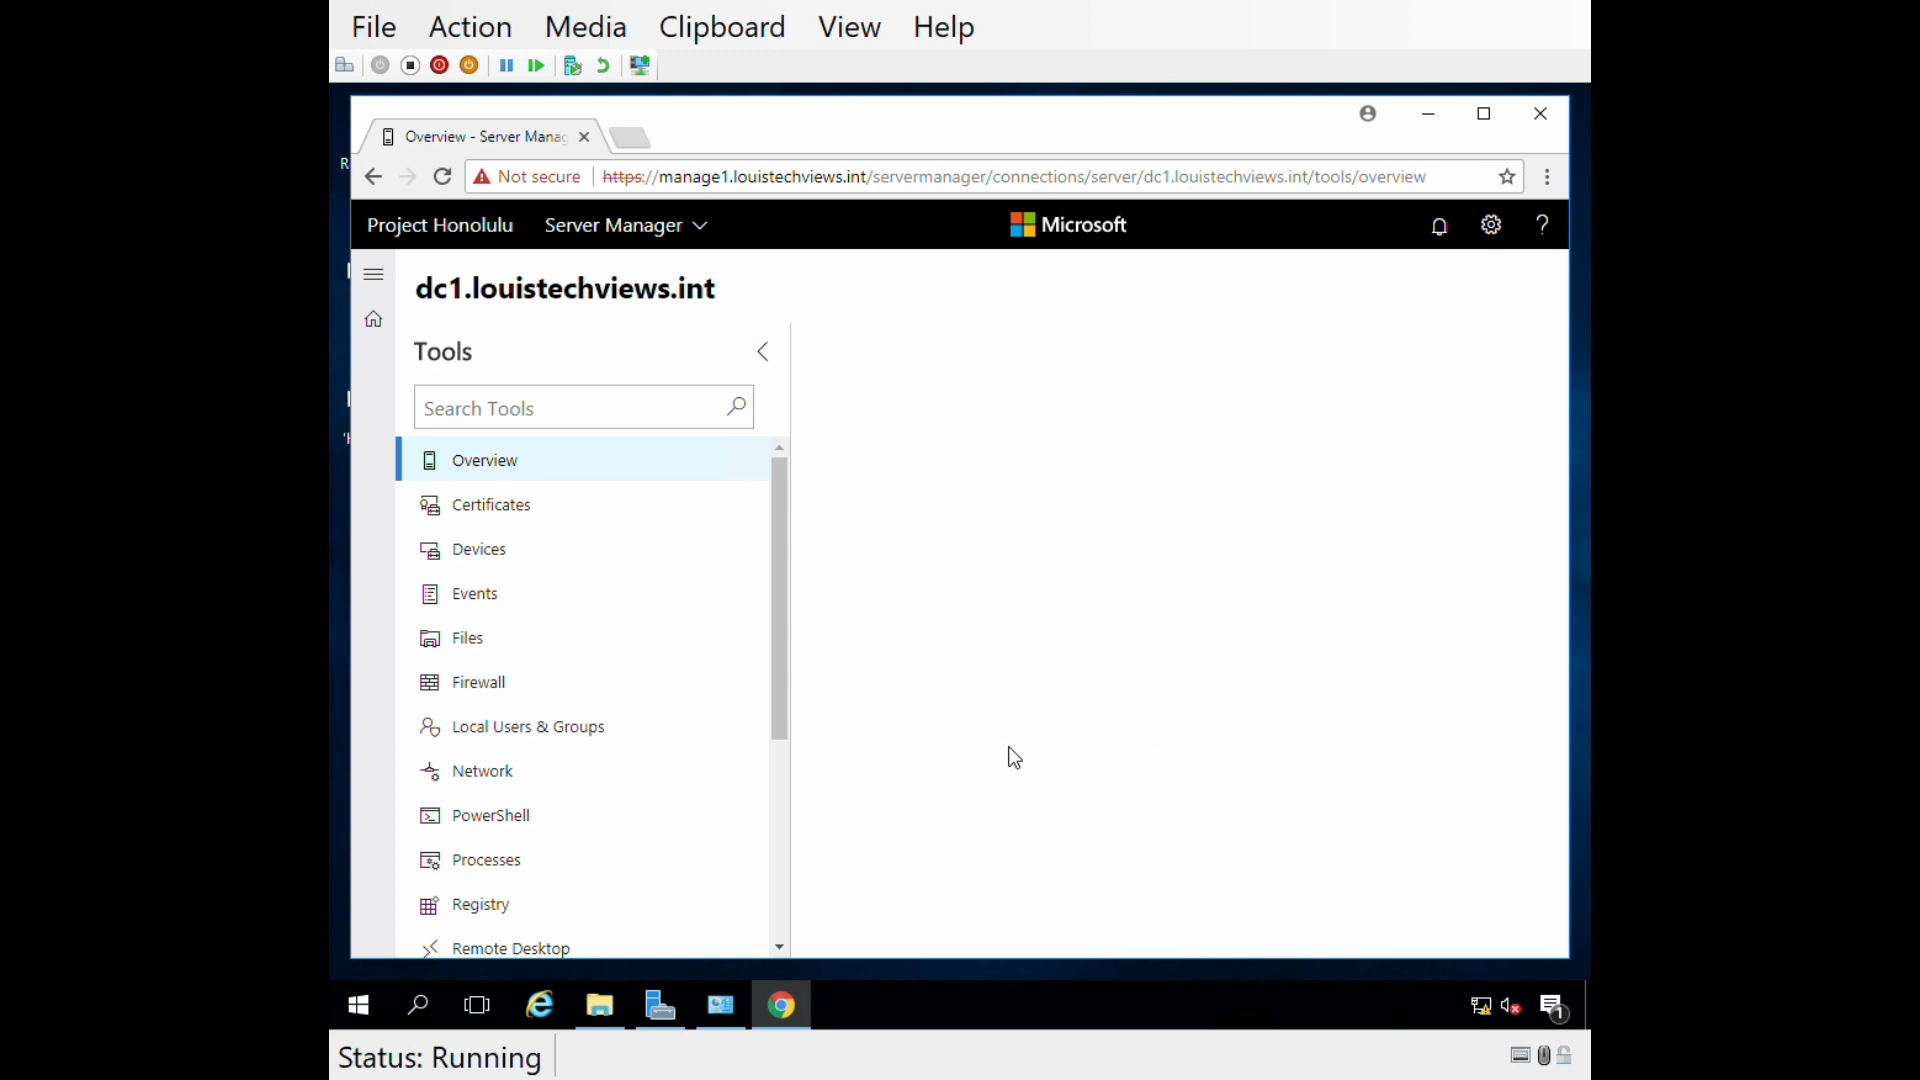 File Action Media Clipboard View Help
Overview - Server Manag
Not secure https://manage1.louistechviews.int/servermanager/connections/server/dc1.louistechviews.int/tools/overview
Project Honolulu Server Manager Microsoft ?
dc1.louistechviews.int
Tools
Search Tools
Overview
Certificates
Devices
Events
Files
Firewall
Local Users & Groups
Network
PowerShell
Processes
Registry
Remote Desktop
1
Status: Running